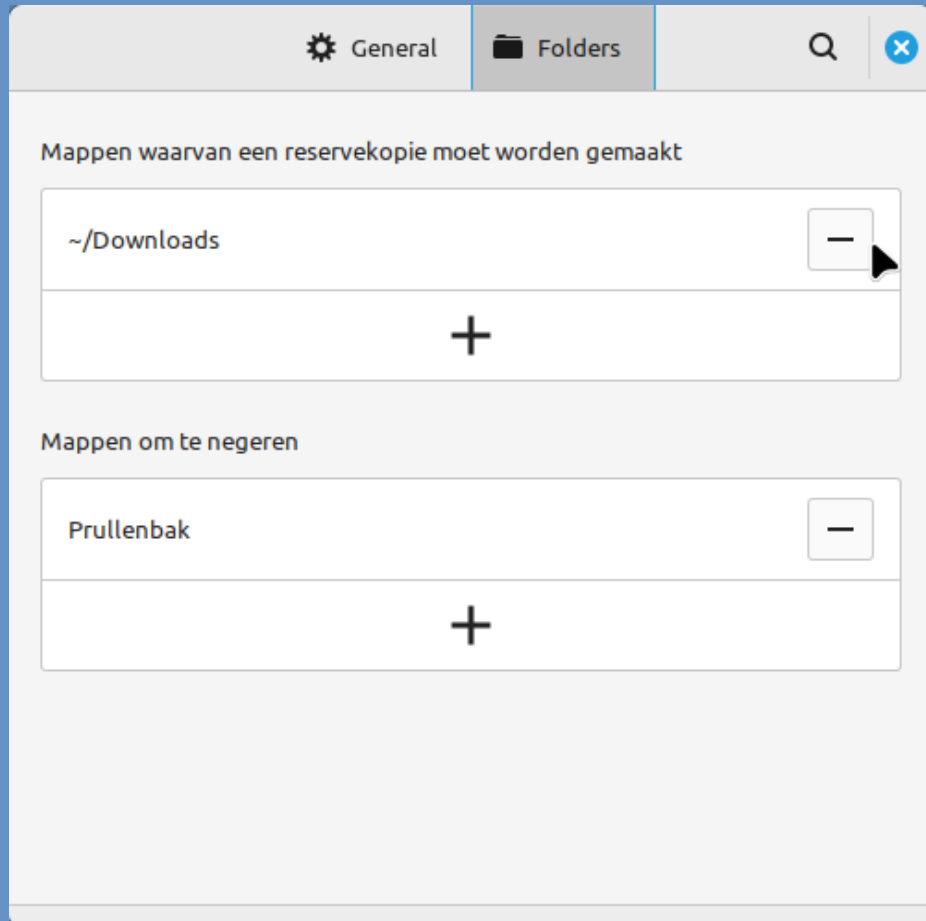 General
Folders
Mappen waarvan een reservekopie moet worden gemaakt
~/Downloads
Mappen om te negeren
Prullenbak